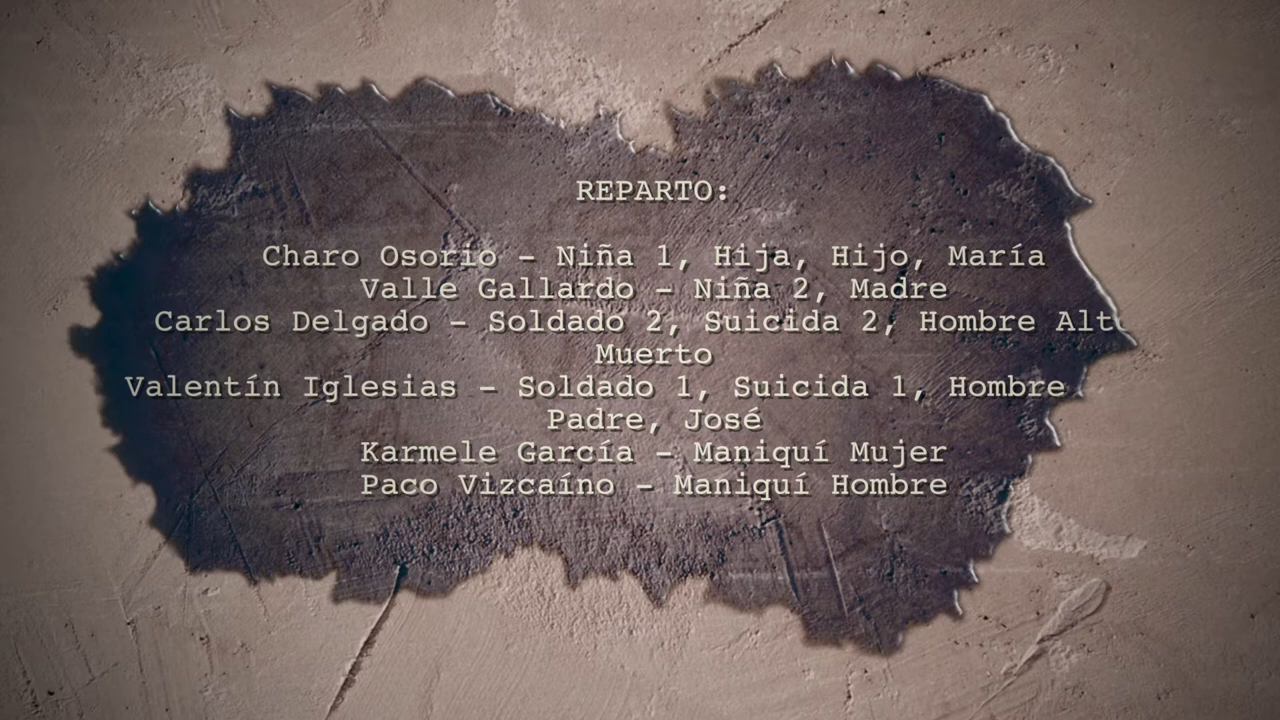 REPARTO:
Charo Osorio - Niña 1, Hija, Hijo, María
Valle Gallardo - Niña 2, Madre
Carlos Delgado - Soldado 2, Suicida 2, Hombre Alto
Muerto
Valentín Iglesias - Soldado 1, Suicida 1, Hombre
Padre, José
Karmele García - Maniquí Mujer
Paco Vizcaíno - Maniquí Hombre